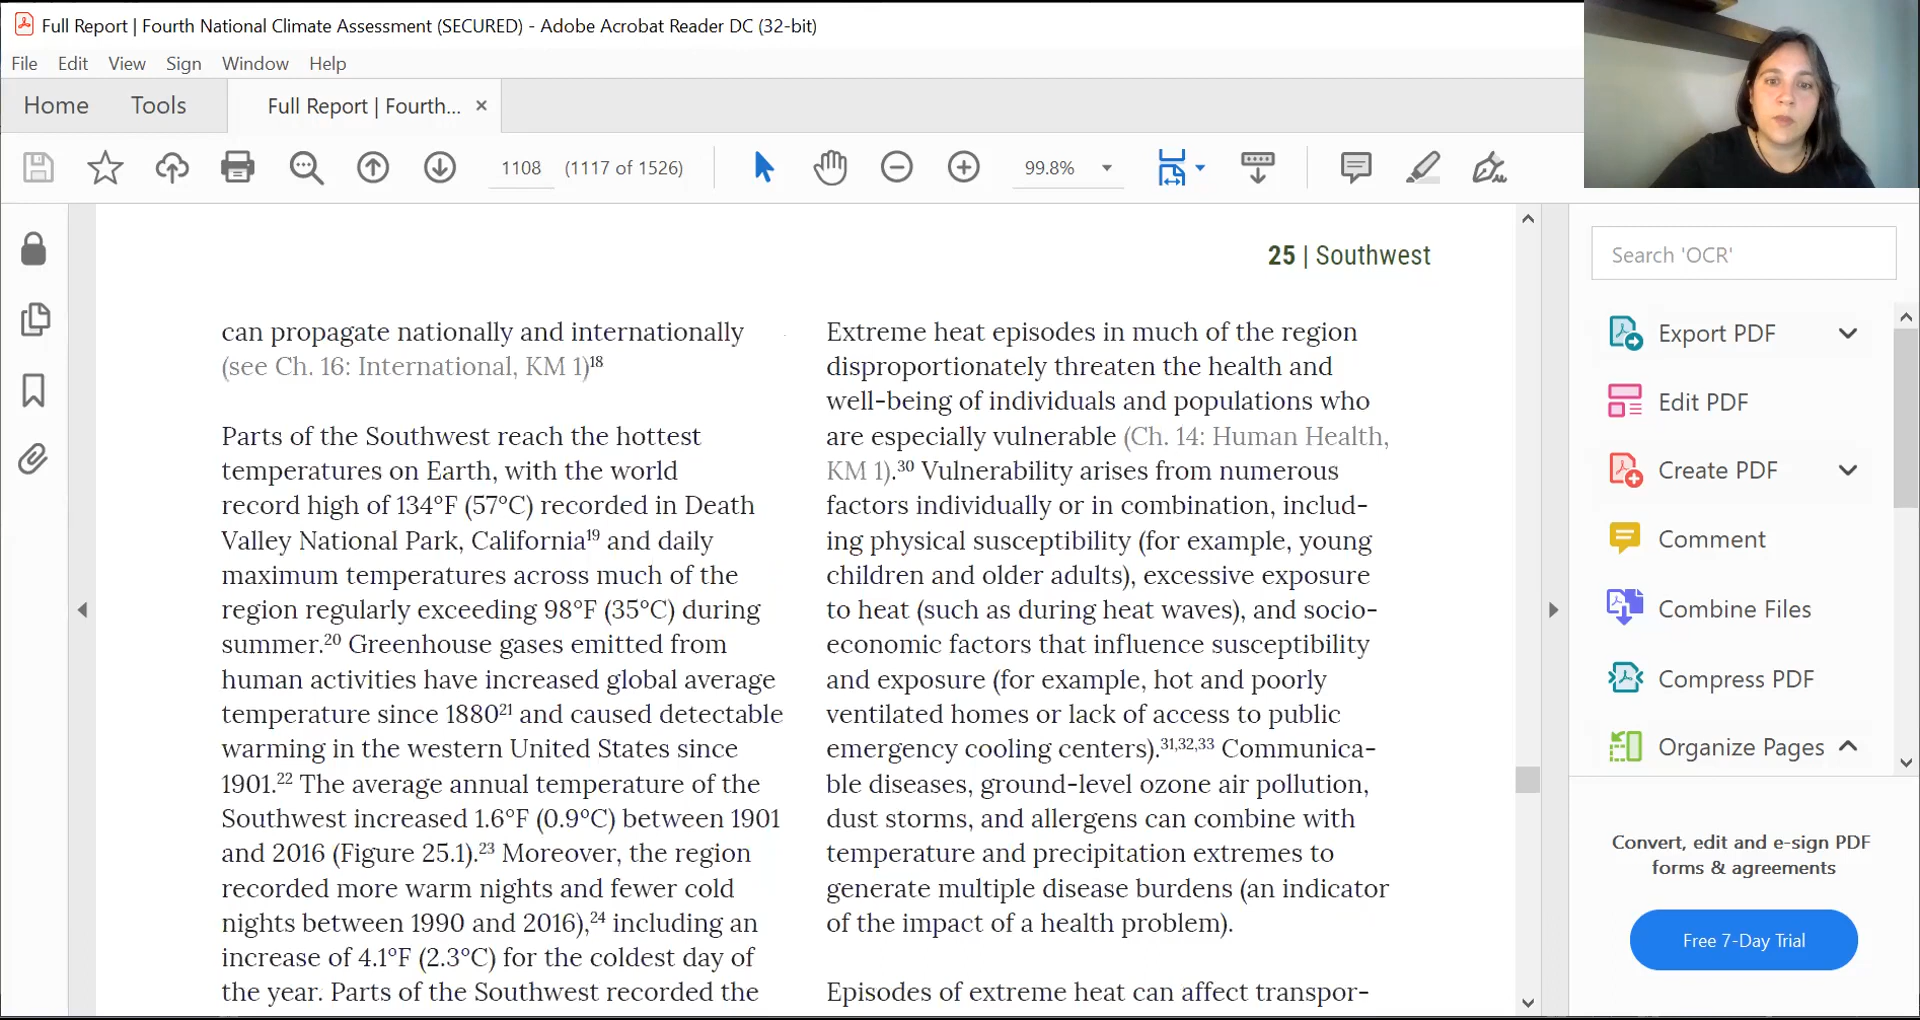 Full Report | Fourth National Climate Assessment (SECURED) - Adobe Acrobat Reader DC (32-bit)
File Edit View Sign Window Help
Home Tools Full Report | Fourth... ×
1108 (1117 of 1526) 99.8%
25 | Southwest
can propagate nationally and internationally
(see Ch. 16: International, KM 1)18
Parts of the Southwest reach the hottest
temperatures on Earth, with the world
record high of 134°F (57°C) recorded in Death
Valley National Park, California19 and daily
maximum temperatures across much of the
region regularly exceeding 98°F (35°C) during
summer.20 Greenhouse gases emitted from
human activities have increased global average
temperature since 188021 and caused detectable
warming in the western United States since
1901.22 The average annual temperature of the
Southwest increased 1.6°F (0.9°C) between 1901
and 2016 (Figure 25.1).23 Moreover, the region
recorded more warm nights and fewer cold
nights between 1990 and 2016),24 including an
increase of 4.1°F (2.3°C) for the coldest day of
the year. Parts of the Southwest recorded the
Extreme heat episodes in much of the region
disproportionately threaten the health and
well-being of individuals and populations who
are especially vulnerable (Ch. 14: Human Health,
KM 1).30 Vulnerability arises from numerous
factors individually or in combination, includ-
ing physical susceptibility (for example, young
children and older adults), excessive exposure
to heat (such as during heat waves), and socio-
economic factors that influence susceptibility
and exposure (for example, hot and poorly
ventilated homes or lack of access to public
emergency cooling centers).31,32,33 Communica-
ble diseases, ground-level ozone air pollution,
dust storms, and allergens can combine with
temperature and precipitation extremes to
generate multiple disease burdens (an indicator
of the impact of a health problem).
Episodes of extreme heat can affect transpor-
Search 'OCR'
Export PDF
Edit PDF
Create PDF
Comment
Combine Files
Compress PDF
Organize Pages
Convert, edit and e-sign PDF
forms & agreements
Free 7-Day Trial